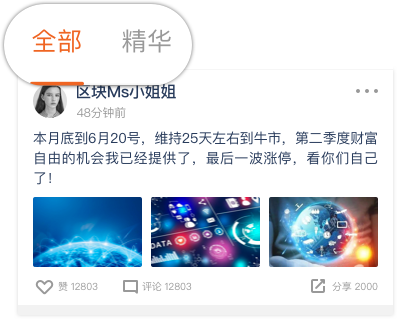 全部 精华
区块Ms小姐姐
48分钟前
本月底到6月20号，维持25天左右到牛市，第二季度财富
自由的机会我已经提供了，最后一波涨停，看你们自己
了！
DATA
赞 12803 评论 12803 分享 2000